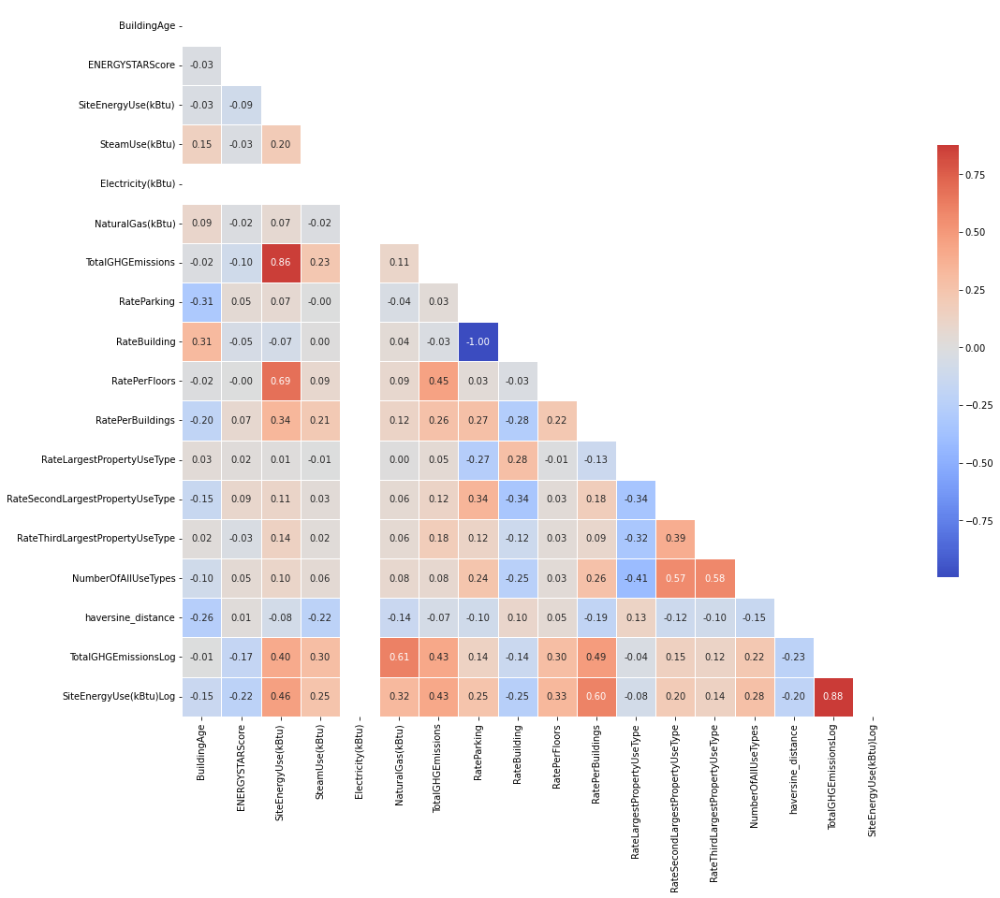 BuildingAge
ENERGYSTARScore -0.03
SiteEnergyUse(kBtu) -0.03 -0.09
SteamUse(kBtu) 0.15 -0.03 0.20
Electricity(kBtu)
NaturalGas(kBtu) 0.09 -0.02 0.07 -0.02
TotalGHGEmissions -0.02 -0.10 0.86 0.23 0.11
RateParking -0.31 0.05 0.07 -0.00 -0.04 0.03
RateBuilding 0.31 -0.05 -0.07 0.00 0.04 -0.03 -1.00
RatePerFloors -0.02 -0.00 0.69 0.09 0.09 0.45 0.03 -0.03
RatePerBuildings -0.20 0.07 0.34 0.21 0.12 0.26 0.27 -0.28 0.22
RateLargestPropertyUseType 0.03 0.02 0.01 -0.01 0.00 0.05 -0.27 0.28 -0.01 -0.13
RateSecondLargestPropertyUseType -0.15 0.09 0.11 0.03 0.06 0.12 0.34 -0.34 0.03 0.18 -0.34
RateThirdLargestPropertyUseType 0.02 -0.03 0.14 0.02 0.06 0.18 0.12 -0.12 0.03 0.09 -0.32 0.39
NumberOfAllUseTypes -0.10 0.05 0.10 0.06 0.08 0.08 0.24 -0.25 0.03 0.26 -0.41 0.57 0.58
haversine_distance -0.26 0.01 -0.08 -0.22 -0.14 -0.07 -0.10 0.10 0.05 -0.19 0.13 -0.12 -0.10 -0.15
TotalGHGEmissionsLog -0.01 -0.17 0.40 0.30 0.61 0.43 0.14 -0.14 0.30 0.49 -0.04 0.15 0.12 0.22 -0.23
SiteEnergyUse(kBtu)Log -0.15 -0.22 0.46 0.25 0.32 0.43 0.25 -0.25 0.33 0.60 -0.08 0.20 0.14 0.28 -0.20 0.88
BuildingAge
ENERGYSTARScore
SiteEnergyUse(kBtu)
SteamUse(kBtu)
Electricity(kBtu)
NaturalGas(kBtu)
TotalGHGEmissions
RateParking
RateBuilding
RatePerFloors
RatePerBuildings
RateLargestPropertyUseType
RateSecondLargestPropertyUseType
RateThirdLargestPropertyUseType
NumberOfAllUseTypes
haversine_distance
TotalGHGEmissionsLog
SiteEnergyUse(kBtu)Log
0.75
0.50
0.25
0.00
−0.25
−0.50
−0.75